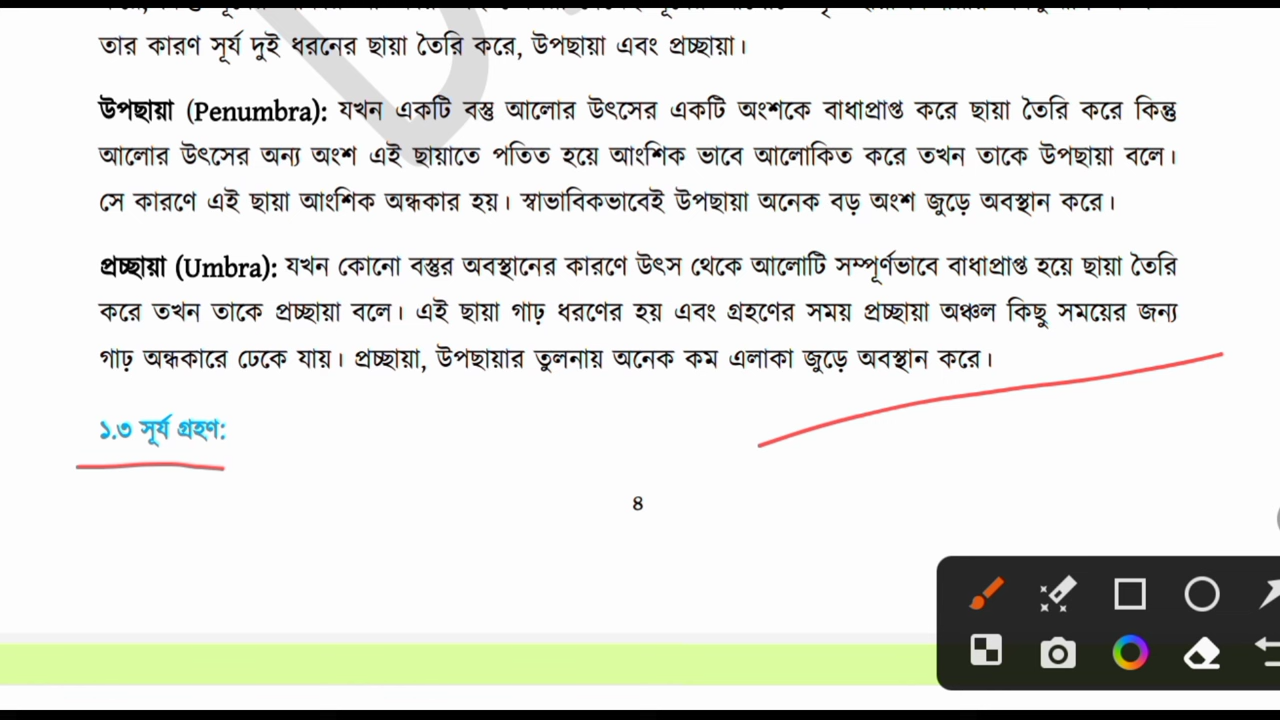 তার কারণ সূর্য দুই ধরনের ছায়া তৈরি করে, উপছায়া এবং প্রচ্ছায়া।
উপছায়া (Penumbra): যখন একটি বস্তু আলোর উৎসের একটি অংশকে বাধাপ্রাপ্ত করে ছায়া তৈরি করে কিন্তু
আলোর উৎসের অন্য অংশ এই ছায়াতে পতিত হয়ে আংশিক ভাবে আলোকিত করে তখন তাকে উপছায়া বলে।
সে কারণে এই ছায়া আংশিক অন্ধকার হয়। স্বাভাবিকভাবেই উপছায়া অনেক বড় অংশ জুড়ে অবস্থান করে।
প্রচ্ছায়া (Umbra): যখন কোনো বস্তুর অবস্থানের কারণে উৎস থেকে আলোটি সম্পূর্ণভাবে বাধাপ্রাপ্ত হয়ে ছায়া তৈরি
করে তখন তাকে প্রচ্ছায়া বলে। এই ছায়া গাঢ় ধরণের হয় এবং গ্রহণের সময় প্রচ্ছায়া অঞ্চল কিছু সময়ের জন্য
গাঢ় অন্ধকারে ঢেকে যায়। প্রচ্ছায়া, উপছায়ার তুলনায় অনেক কম এলাকা জুড়ে অবস্থান করে।
১.৩ সূর্য গ্রহণ:
৪